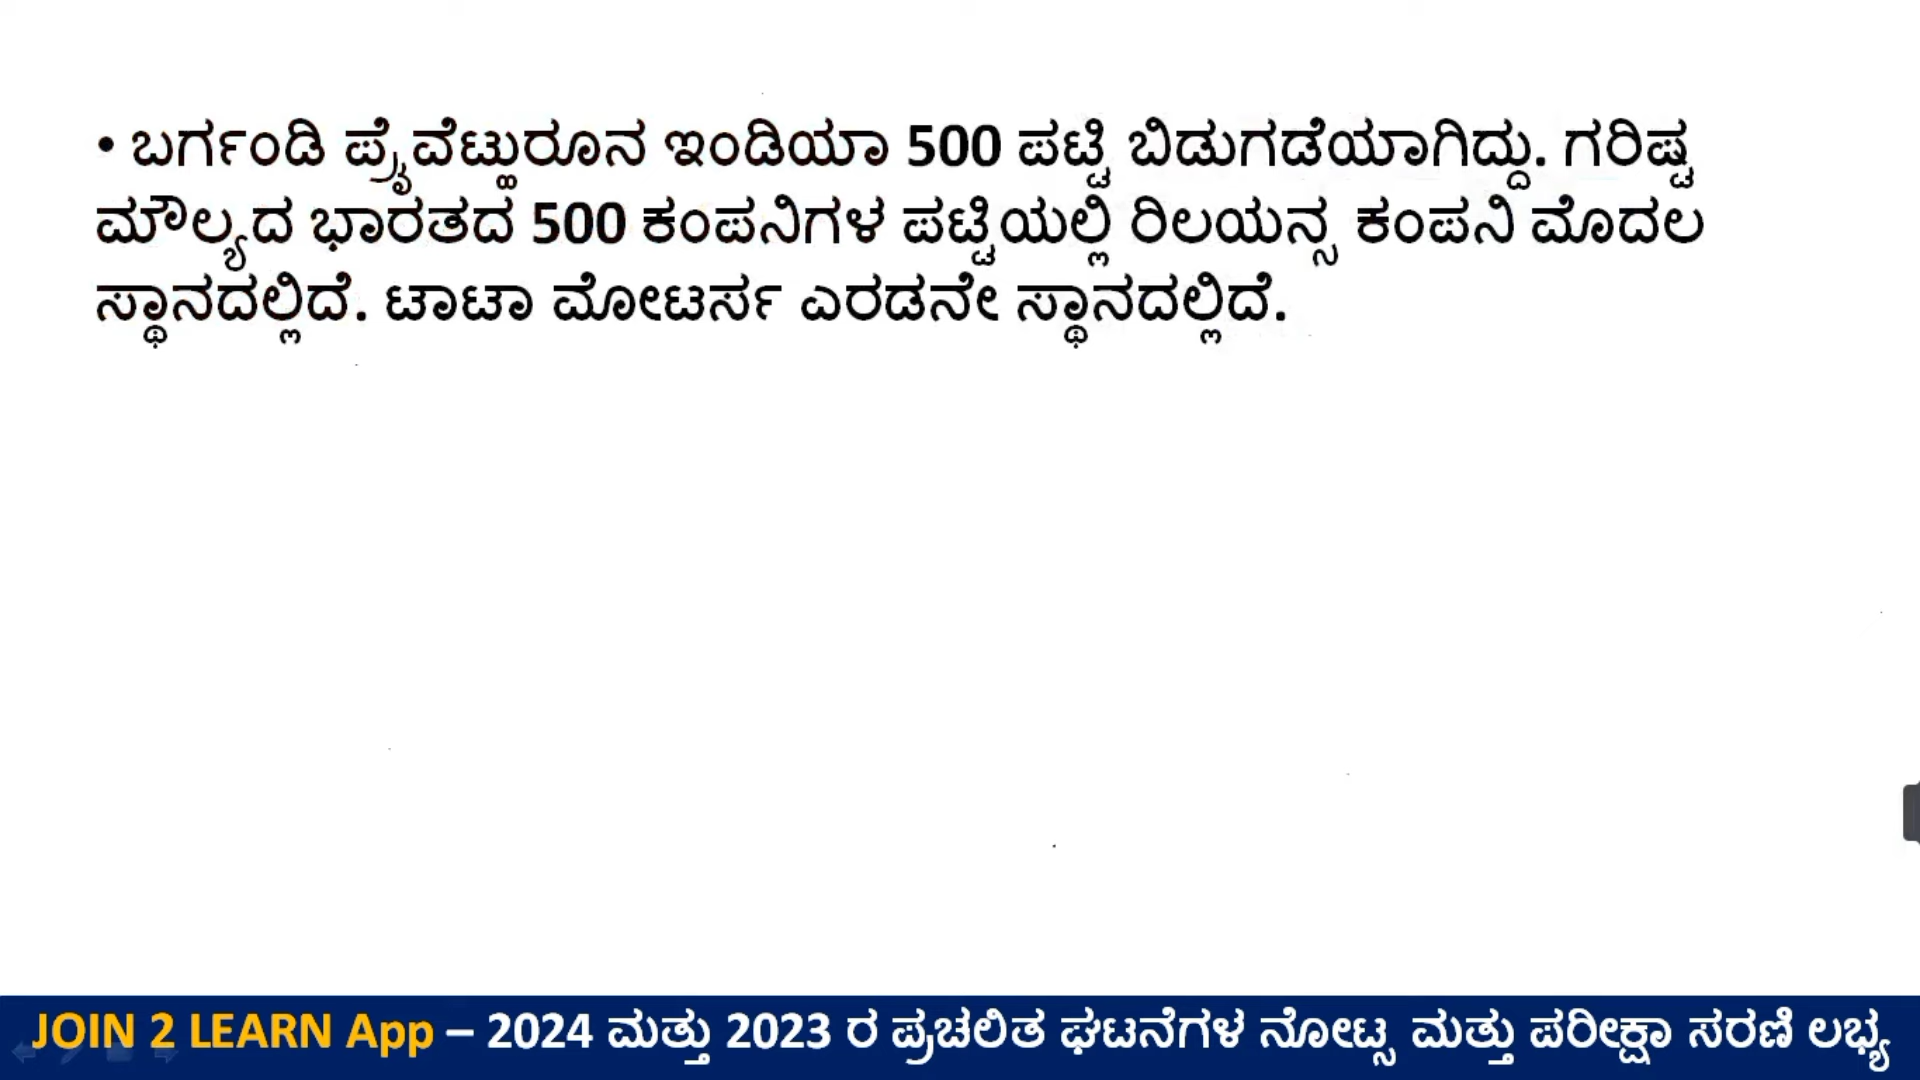 • ಬರ್ಗಂಡಿ ಪ್ರೈವೆಟ್ಹುರೂನ ಇಂಡಿಯಾ 500 ಪಟ್ಟಿ ಬಿಡುಗಡೆಯಾಗಿದ್ದು. ಗರಿಷ್ಟ
ಮೌಲ್ಯದ ಭಾರತದ 500 ಕಂಪನಿಗಳ ಪಟ್ಟಿಯಲ್ಲಿ ರಿಲಯನ್ಸ ಕಂಪನಿ ಮೊದಲ
ಸ್ಥಾನದಲ್ಲಿದೆ. ಟಾಟಾ ಮೋಟರ್ಸ ಎರಡನೇ ಸ್ಥಾನದಲ್ಲಿದೆ.
JOIN 2 LEARN App – 2024 ಮತ್ತು 2023 ರ ಪ್ರಚಲಿತ ಘಟನೆಗಳ ನೋಟ್ಸ ಮತ್ತು ಪರೀಕ್ಷಾ ಸರಣಿ ಲಭ್ಯ